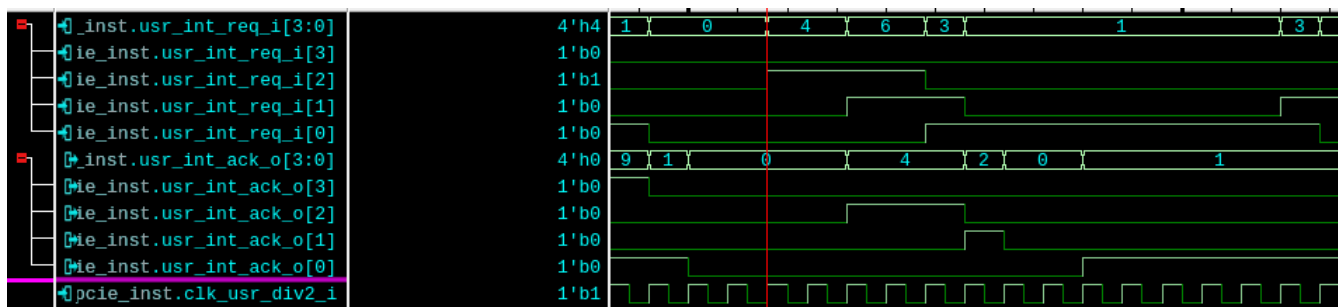 _inst.usr_int_req_i[3:0] 4'h4 1 0 4 6 3 1 3
ie_inst.usr_int_req_i[3] 1'b0
ie_inst.usr_int_req_i[2] 1'b1
ie_inst.usr_int_req_i[1] 1'b0
ie_inst.usr_int_req_i[0] 1'b0
_inst.usr_int_ack_o[3:0] 4'h0 9 1 0 4 2 0 1
ie_inst.usr_int_ack_o[3] 1'b0
ie_inst.usr_int_ack_o[2] 1'b0
ie_inst.usr_int_ack_o[1] 1'b0
ie_inst.usr_int_ack_o[0] 1'b0
pcie_inst.clk_usr_div2_i 1'b1